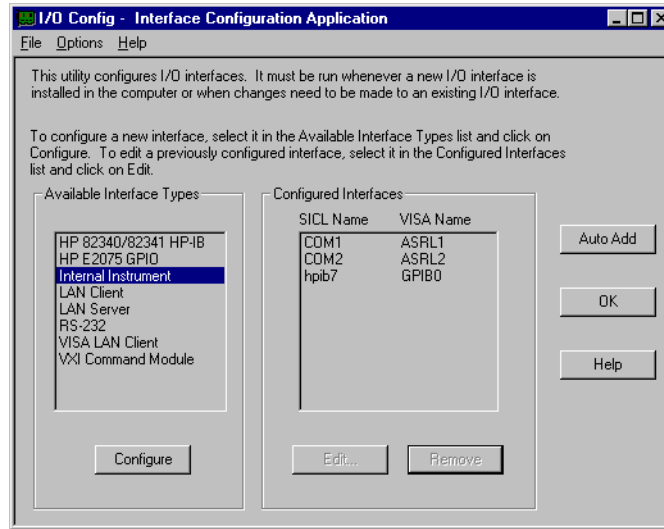 I/O Config - Interface Configuration Application
File Options Help
This utility configures I/O interfaces. It must be run whenever a new I/O interface is
installed in the computer or when changes need to be made to an existing I/O interface.
To configure a new interface, select it in the Available Interface Types list and click on
Configure. To edit a previously configured interface, select it in the Configured Interfaces
list and click on Edit.
Available Interface Types
HP 82340/82341 HP-IB
HP E2075 GPIO
Internal Instrument
LAN Client
LAN Server
RS-232
VISA LAN Client
VXI Command Module
Configure
Configured Interfaces
SICL Name VISA Name
COM1 ASRL1
COM2 ASRL2
hpib7 GPIB0
Edit...
Remove
Auto Add
OK
Help